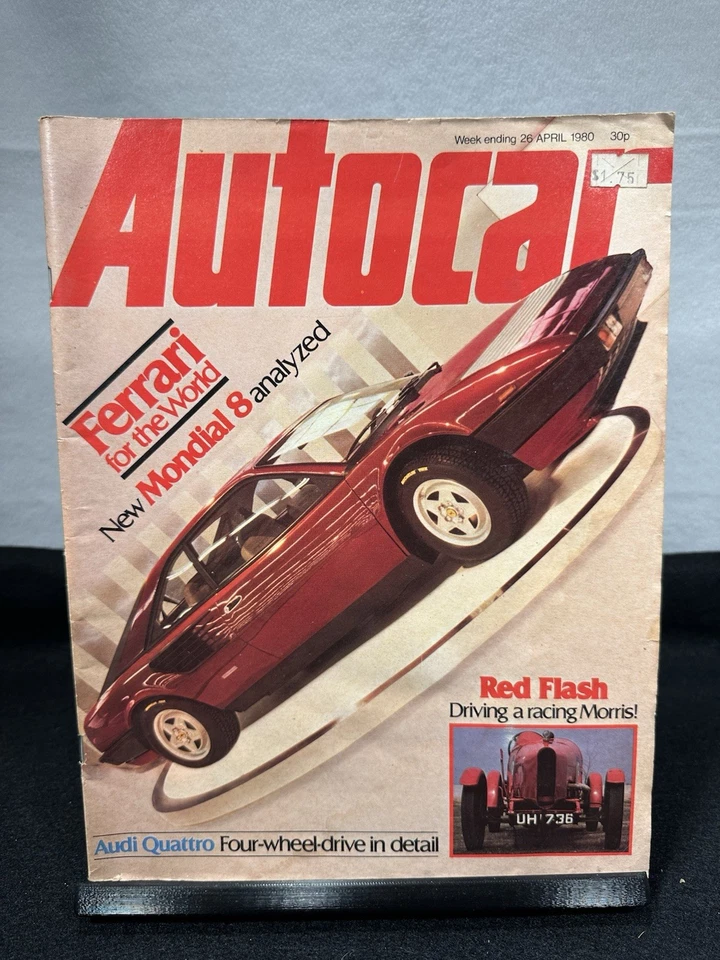 Week ending 26 APRIL 1980 30p
Autocar
$1.75
Ferrari
for the World
New Mondial 8 analyzed
Red Flash
Driving a racing Morris!
UH 736
Audi Quattro Four-wheel-drive in detail